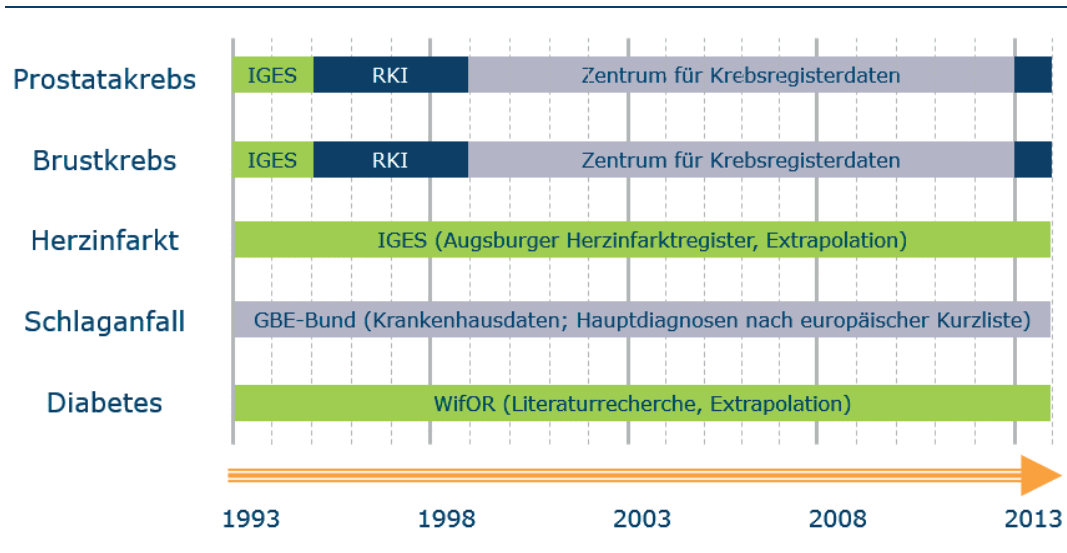 Prostatakrebs IGES RKI Zentrum für Krebsregisterdaten
Brustkrebs IGES RKI Zentrum für Krebsregisterdaten
Herzinfarkt IGES (Augsburger Herzinfarktregister, Extrapolation)
Schlaganfall GBE-Bund (Krankenhausdaten; Hauptdiagnosen nach europäischer Kurzliste)
Diabetes WifOR (Literaturrecherche, Extrapolation)
1993 1998 2003 2008 2013